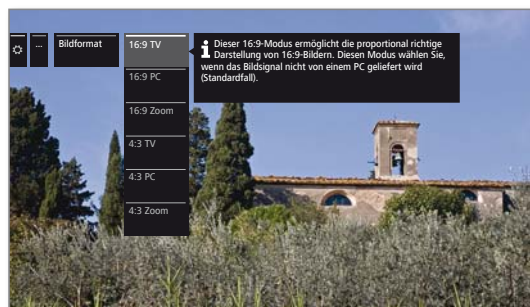 ...
Bildformat
16:9 TV
16:9 PC
16:9 Zoom
4:3 TV
4:3 PC
4:3 Zoom
i Dieser 16:9-Modus ermöglicht die proportional richtige
Darstellung von 16:9-Bildern. Diesen Modus wählen Sie,
wenn das Bildsignal nicht von einem PC geliefert wird
(Standardfall).